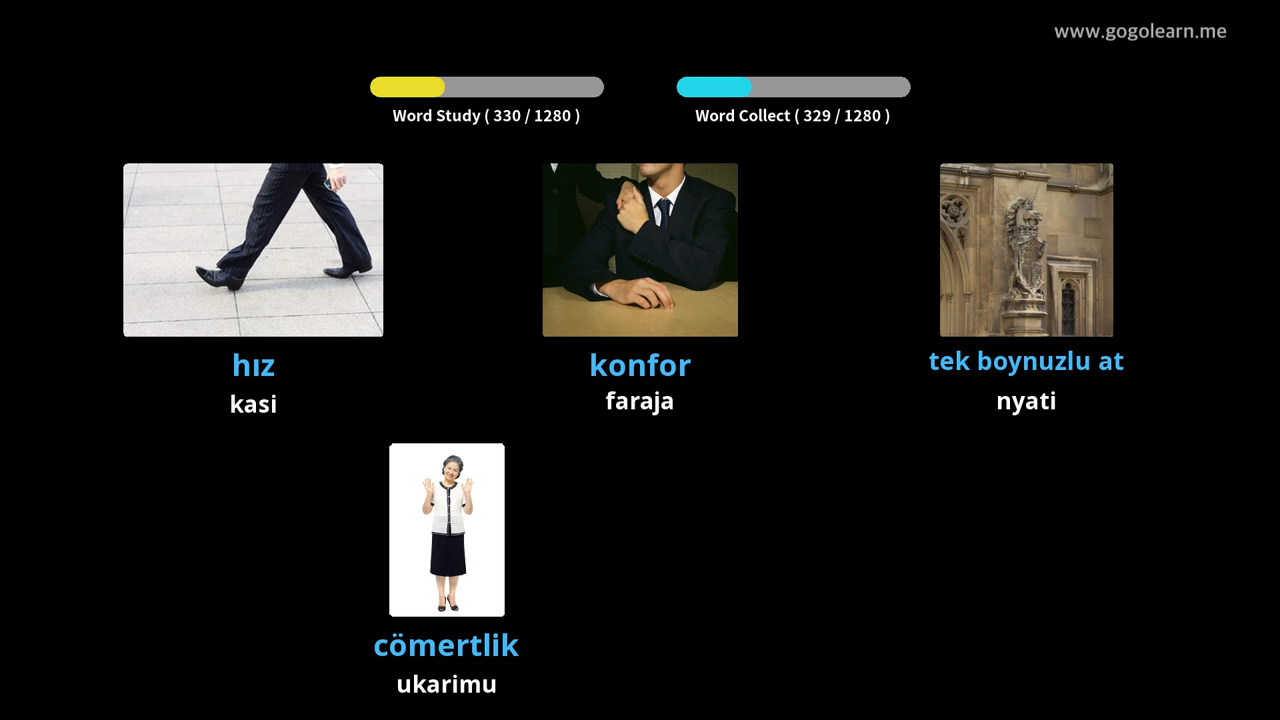 www.gogolearn.me
Word Study ( 330 / 1280 )
Word Collect ( 329 / 1280 )
hız
kasi
konfor
faraja
tek boynuzlu at
nyati
cömertlik
ukarimu